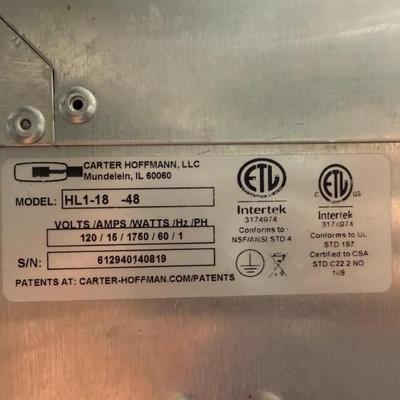 CARTER HOFFMANN, LLC
Mundelein, IL 60060
MODEL: HL1-18 -48
VOLTS /AMPS /WATTS /Hz /PH
120 / 15 / 1750 / 60 / 1
S/N: 612940140819
PATENTS AT: CARTER-HOFFMAN.COM/PATENTS
ETL
Intertek
3174974
Conforms to
NSF/ANSI STD 4
C ETL US
Intertek
3174974
Conforms to UL
STD 197
Certified to CSA
STD C22.2 NO
109